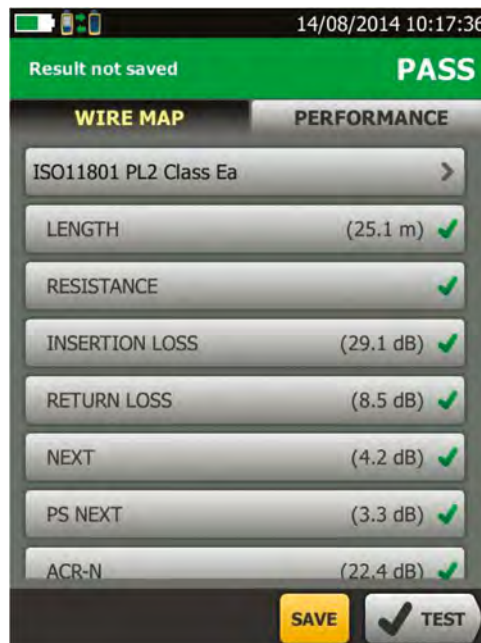 14/08/2014 10:17:36
Result not saved PASS
WIRE MAP PERFORMANCE
ISO11801 PL2 Class Ea
LENGTH (25.1 m)
RESISTANCE
INSERTION LOSS (29.1 dB)
RETURN LOSS (8.5 dB)
NEXT (4.2 dB)
PS NEXT (3.3 dB)
ACR-N (22.4 dB)
SAVE TEST